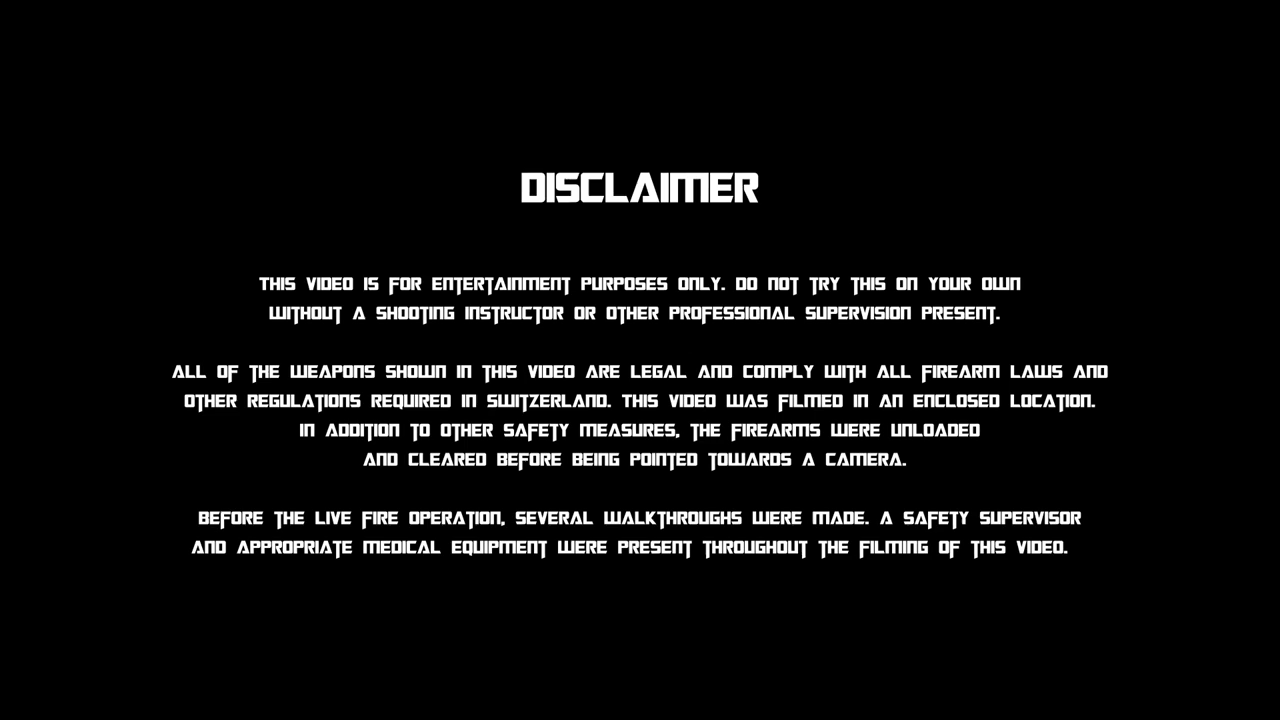 DISCLAIMER
THIS VIDEO IS FOR ENTERTAINMENT PURPOSES ONLY. DO NOT TRY THIS ON YOUR OWN
WITHOUT A SHOOTING INSTRUCTOR OR OTHER PROFESSIONAL SUPERVISION PRESENT.
ALL OF THE WEAPONS SHOWN IN THIS VIDEO ARE LEGAL AND COMPLY WITH ALL FIREARM LAWS AND
OTHER REGULATIONS REQUIRED IN SWITZERLAND. THIS VIDEO WAS FILMED IN AN ENCLOSED LOCATION.
IN ADDITION TO OTHER SAFETY MEASURES, THE FIREARMS WERE UNLOADED
AND CLEARED BEFORE BEING POINTED TOWARDS A CAMERA.
BEFORE THE LIVE FIRE OPERATION, SEVERAL WALKTHROUGHS WERE MADE. A SAFETY SUPERVISOR
AND APPROPRIATE MEDICAL EQUIPMENT WERE PRESENT THROUGHOUT THE FILMING OF THIS VIDEO.